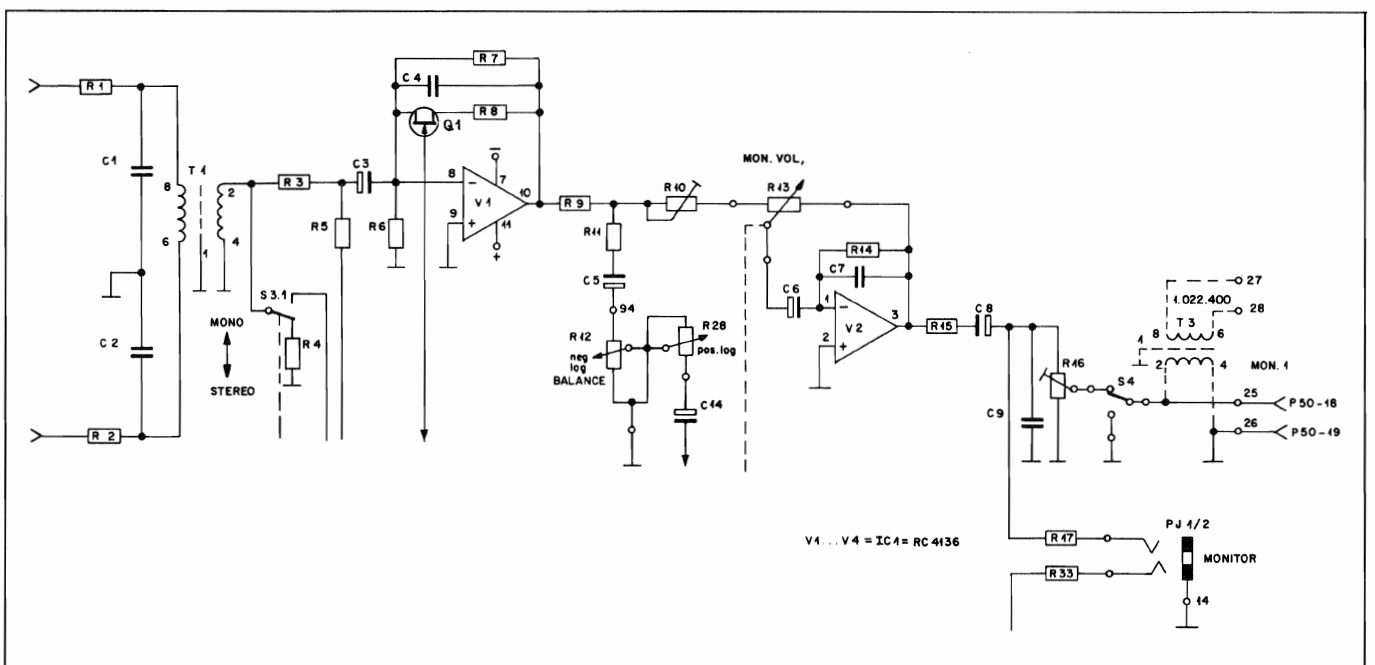 R7
C4
R1
R8
Q1
C1
T1
8
2
6
1
4
R3
C3
8
−
7
V1
10
9
+
11
+
R5
R6
R9
R10
MON. VOL,
R13
R11
R14
C7
C5
94
C6
1
−
V2
3
2
+
R15
C8
27
1.022.400
28
T3
8
6
1
2
4
MON. 1
S3.1
MONO
STEREO
R4
C2
R12
neg
log
BALANCE
R28
pos.log
C14
R16
S4
25
P50-18
26
P50-19
C9
R2
V1...V4 = IC1 = RC4136
PJ 1/2
R17
MONITOR
R33
14